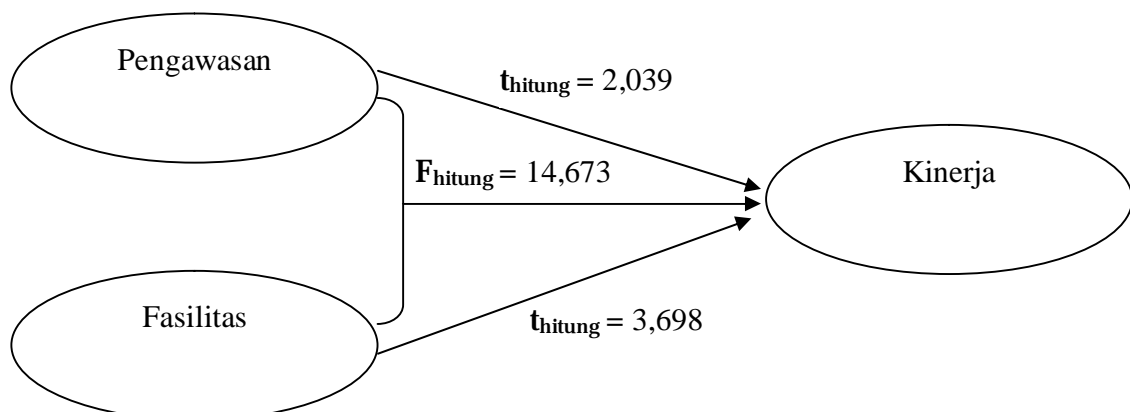 Pengawasan
thitung = 2,039
Fhitung = 14,673
Kinerja
Fasilitas
thitung = 3,698